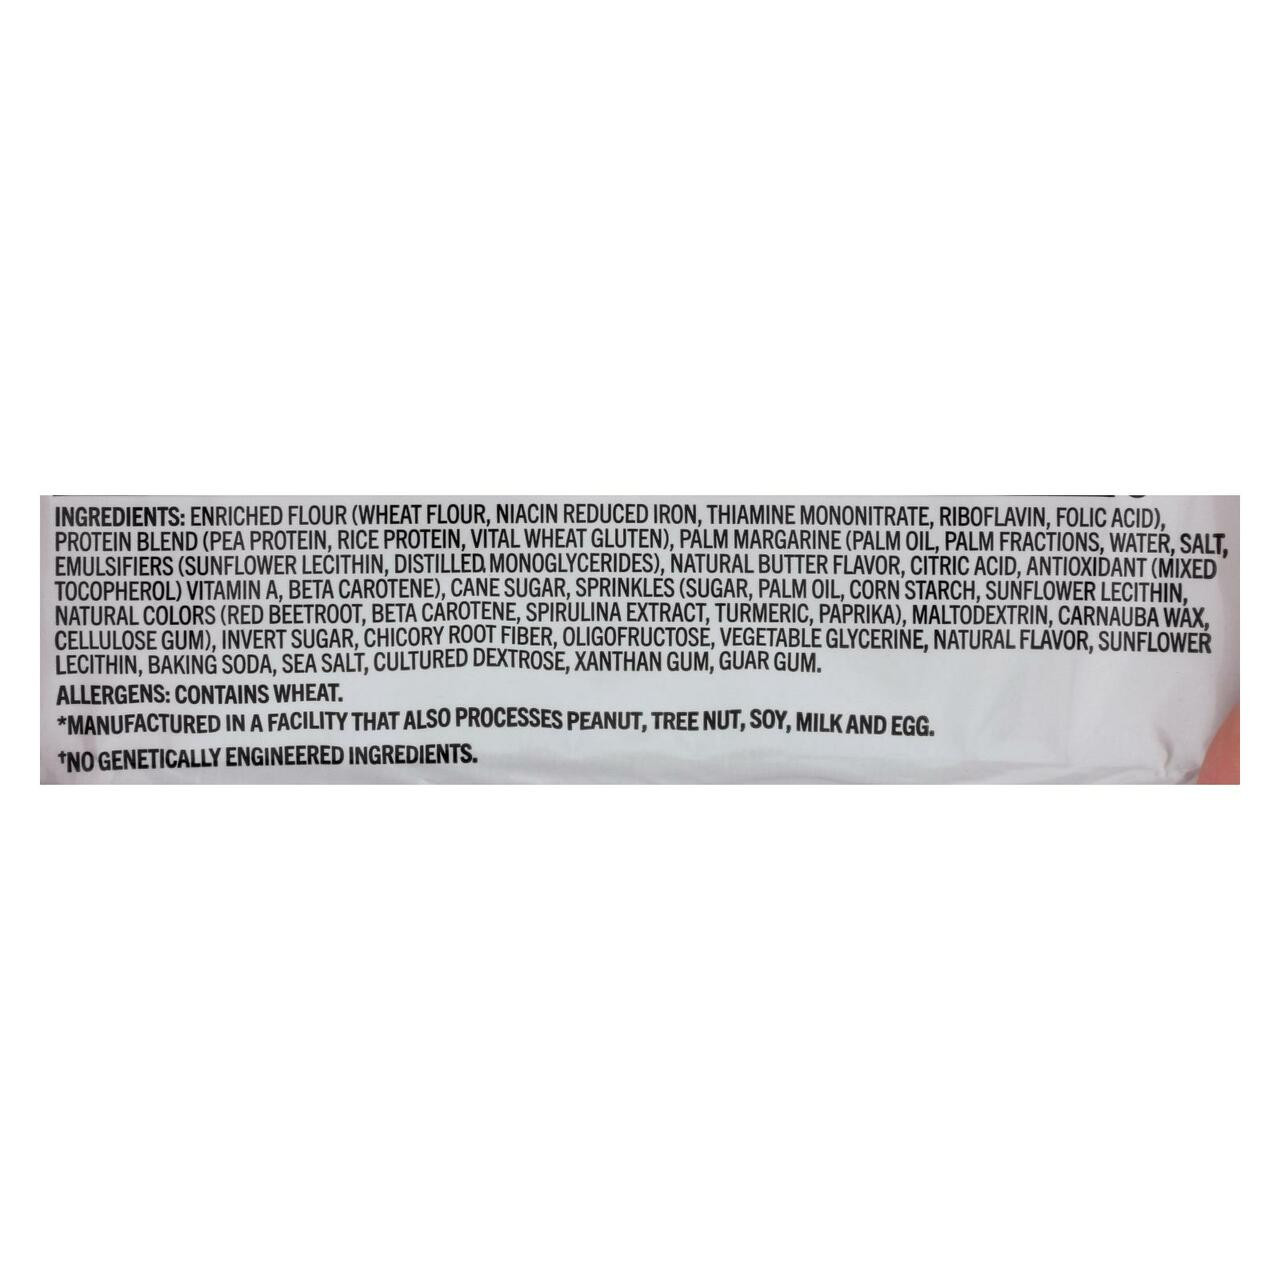 INGREDIENTS: ENRICHED FLOUR (WHEAT FLOUR, NIACIN REDUCED IRON, THIAMINE MONONITRATE, RIBOFLAVIN, FOLIC ACID),
PROTEIN BLEND (PEA PROTEIN, RICE PROTEIN, VITAL WHEAT GLUTEN), PALM MARGARINE (PALM OIL, PALM FRACTIONS, WATER, SALT,
EMULSIFIERS (SUNFLOWER LECITHIN, DISTILLED MONOGLYCERIDES), NATURAL BUTTER FLAVOR, CITRIC ACID, ANTIOXIDANT (MIXED
TOCOPHEROL) VITAMIN A, BETA CAROTENE), CANE SUGAR, SPRINKLES (SUGAR, PALM OIL, CORN STARCH, SUNFLOWER LECITHIN,
NATURAL COLORS (RED BEETROOT, BETA CAROTENE, SPIRULINA EXTRACT, TURMERIC, PAPRIKA), MALTODEXTRIN, CARNAUBA WAX,
CELLULOSE GUM), INVERT SUGAR, CHICORY ROOT FIBER, OLIGOFRUCTOSE, VEGETABLE GLYCERINE, NATURAL FLAVOR, SUNFLOWER
LECITHIN, BAKING SODA, SEA SALT, CULTURED DEXTROSE, XANTHAN GUM, GUAR GUM.
ALLERGENS: CONTAINS WHEAT.
*MANUFACTURED IN A FACILITY THAT ALSO PROCESSES PEANUT, TREE NUT, SOY, MILK AND EGG.
†NO GENETICALLY ENGINEERED INGREDIENTS.